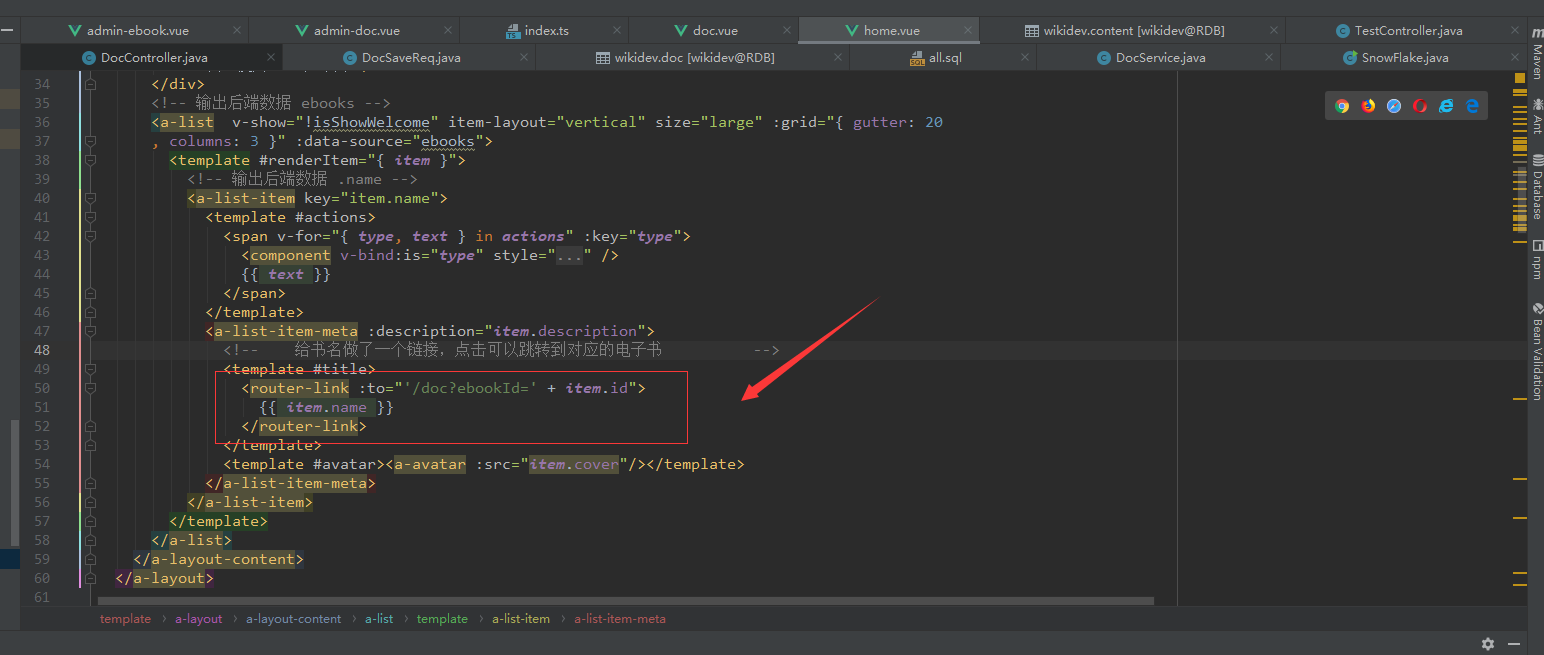 admin-ebook.vue admin-doc.vue index.ts doc.vue home.vue wikidev.content [wikidev@RDB] TestController.java
DocController.java DocSaveReq.java wikidev.doc [wikidev@RDB] all.sql DocService.java SnowFlake.java
34 </div>
35 <!-- 输出后端数据 ebooks -->
36 <a-list  v-show="!isShowWelcome" item-layout="vertical" size="large" :grid="{ gutter: 20
37 , columns: 3 }" :data-source="ebooks">
38 <template #renderItem="{ item }">
39 <!-- 输出后端数据 .name -->
40 <a-list-item key="item.name">
41 <template #actions>
42 <span v-for="{ type, text } in actions" :key="type">
43 <component v-bind:is="type" style="..." />
44 {{ text }}
45 </span>
46 </template>
47 <a-list-item-meta :description="item.description">
48 <!--    给书名做了一个链接，点击可以跳转到对应的电子书          -->
49 <template #title>
50 <router-link :to="'/doc?ebookId=' + item.id">
51 {{ item.name }}
52 </router-link>
53 </template>
54 <template #avatar><a-avatar :src="item.cover"/></template>
55 </a-list-item-meta>
56 </a-list-item>
57 </template>
58 </a-list>
59 </a-layout-content>
60 </a-layout>
61
template › a-layout › a-layout-content › a-list › template › a-list-item › a-list-item-meta
Maven
Ant
Database
npm
Bean Validation